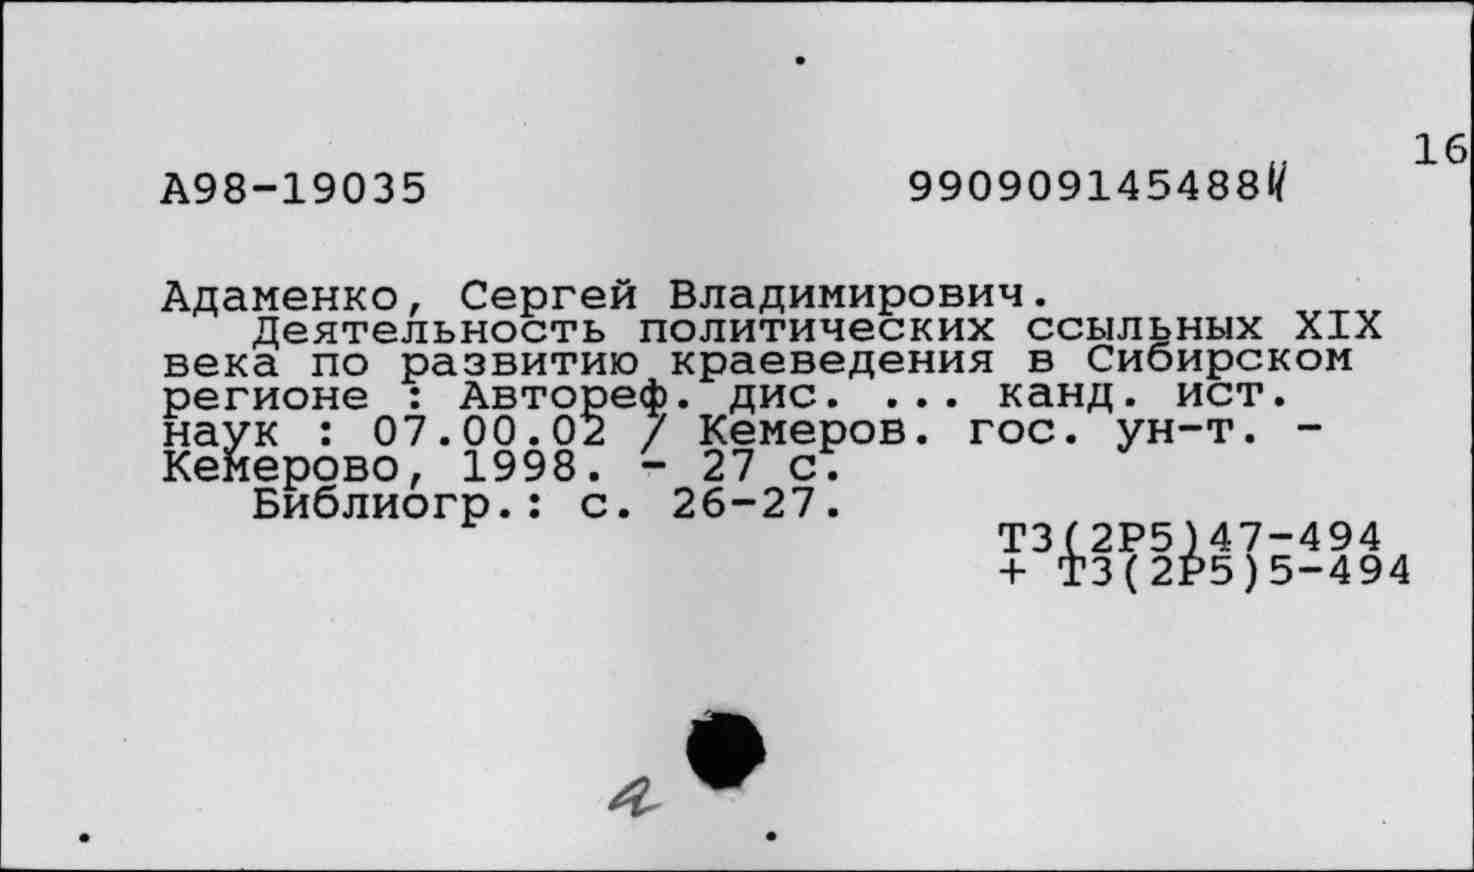 16
А98-19035 990909145488
Адаменко, Сергей Владимирович.
Деятельность политических ссыльных XIX
века по развитию краеведения в Сибирском
регионе : Автореф. дис. ... канд. ист.
наук : 07.00.02 / Кемеров. гос. ун-т. -
Кемерово, 1998. - 27 с.
Библиогр.: с. 26-27.
Т3(2Р5)47-494
+ Т3(2Р5)5-494